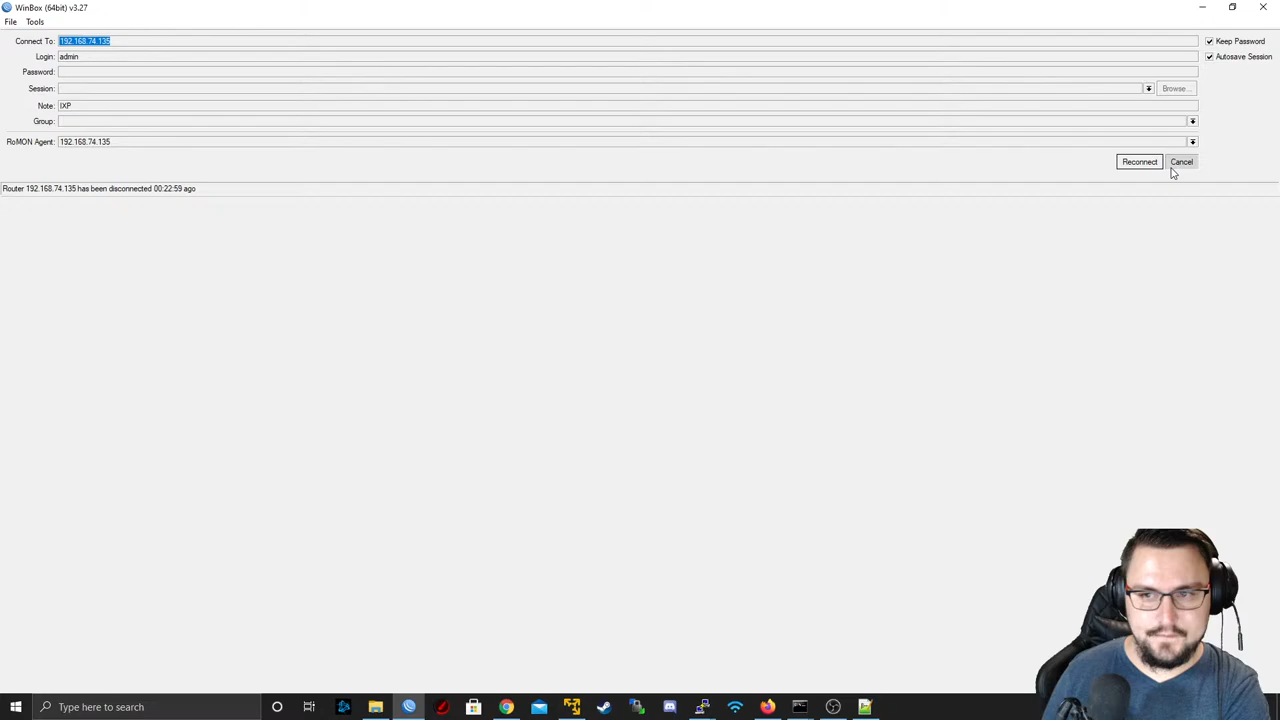 WinBox (64bit) v3.27
File Tools
Connect To: 192.168.74.135 Keep Password
Login: admin Autosave Session
Password:
Session: Browse...
Note: IXP
Group:
RoMON Agent: 192.168.74.135
Reconnect Cancel
Router 192.168.74.135 has been disconnected 00:22:59 ago
Type here to search